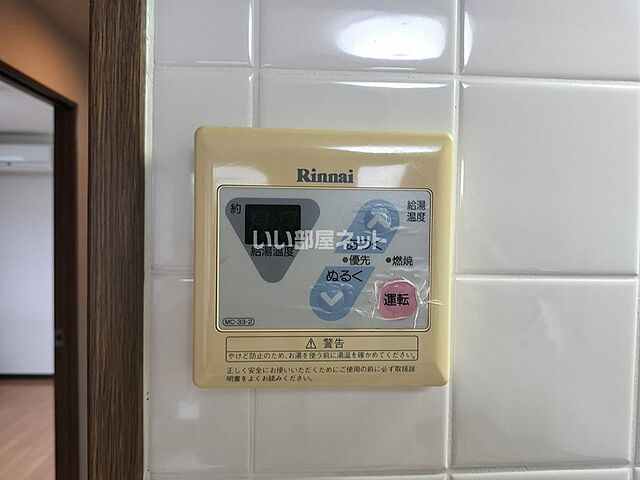 Rinnai
約
給湯
温度
あつく
いい部屋ネット
給湯温度
優先
燃焼
ぬるく
運転
MC-33-2
⚠ 警告
やけど防止のため、お湯を使う前に湯温を確かめてください。
正しく安全にお使いいただくためにご使用の前に必ず取扱説
明書をよくお読みください。